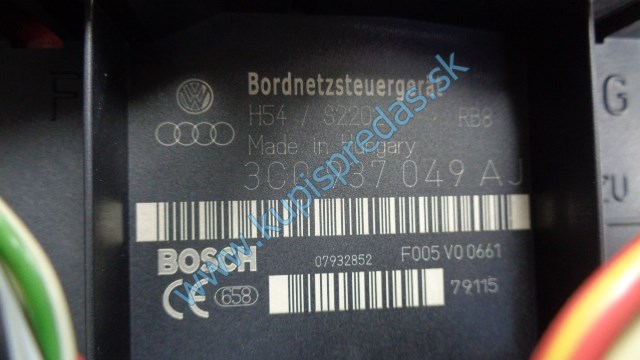 Bordnetzsteuergerät
H54 / RB8
Made in Hungary
3C0 937 049 AJ
BOSCH 07932852 F005 V0 0661
CE 658 79115
www.kupispredas.sk
F
G
ZU